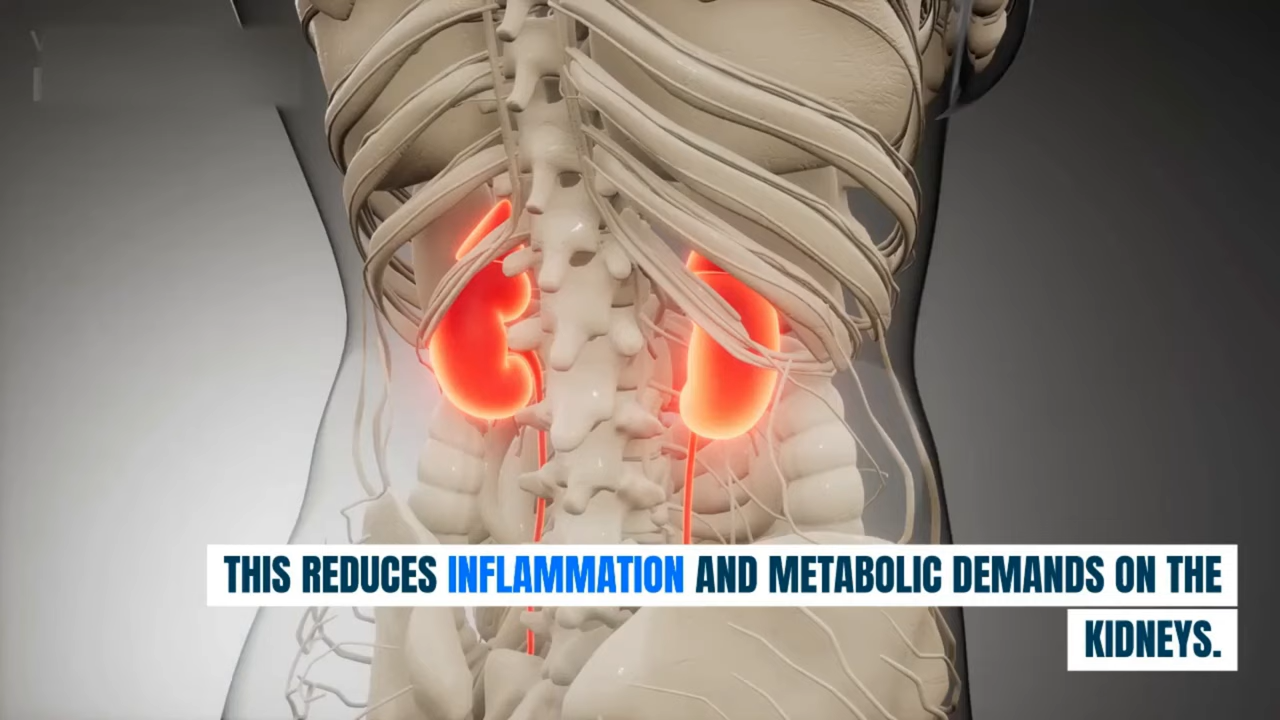 THIS REDUCES INFLAMMATION AND METABOLIC DEMANDS ON THE
KIDNEYS.